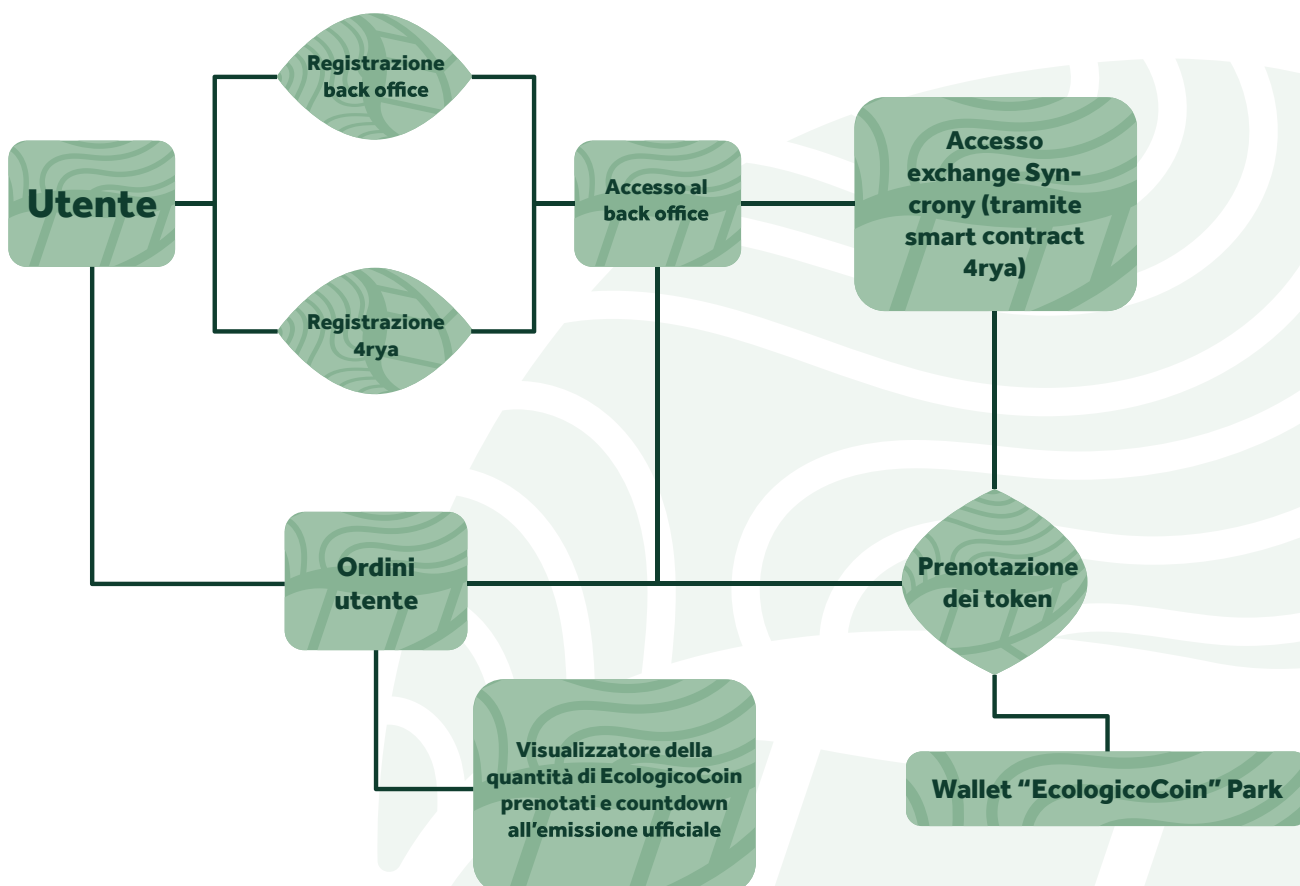 Registrazione
back office
Utente
Accesso al
back office
Accesso
exchange Syn-
crony (tramite
smart contract
4rya)
Registrazione
4rya
Ordini
utente
Prenotazione
dei token
Visualizzatore della
quantità di EcologicoCoin
prenotati e countdown
all'emissione ufficiale
Wallet “EcologicoCoin” Park